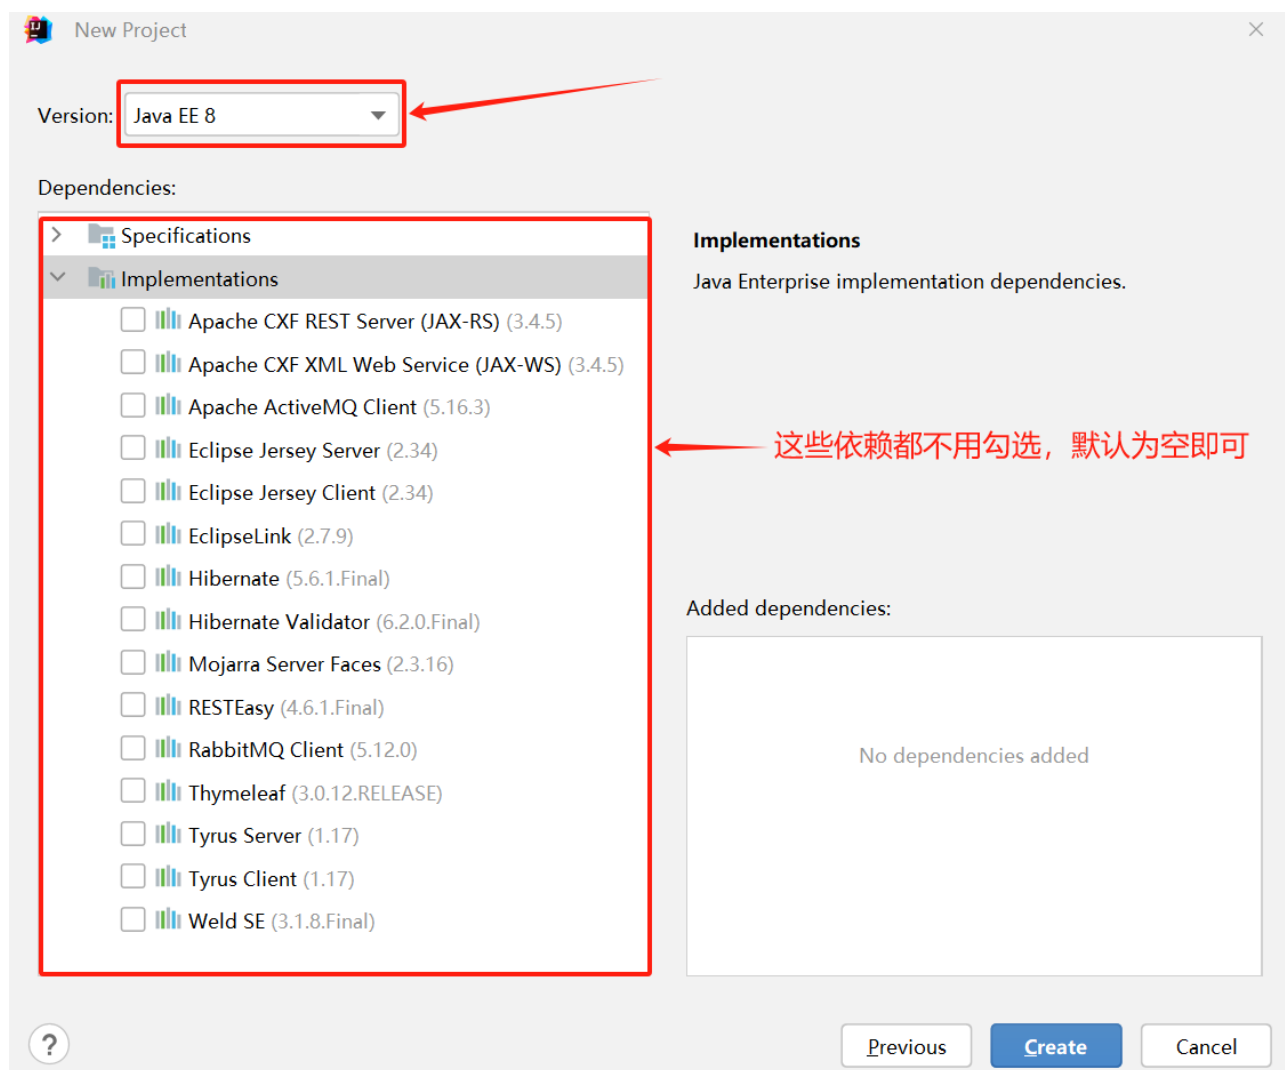 New Project
Version: Java EE 8
Dependencies:
Specifications
Implementations
Apache CXF REST Server (JAX-RS) (3.4.5)
Apache CXF XML Web Service (JAX-WS) (3.4.5)
Apache ActiveMQ Client (5.16.3)
Eclipse Jersey Server (2.34)
Eclipse Jersey Client (2.34)
EclipseLink (2.7.9)
Hibernate (5.6.1.Final)
Hibernate Validator (6.2.0.Final)
Mojarra Server Faces (2.3.16)
RESTEasy (4.6.1.Final)
RabbitMQ Client (5.12.0)
Thymeleaf (3.0.12.RELEASE)
Tyrus Server (1.17)
Tyrus Client (1.17)
Weld SE (3.1.8.Final)
Implementations
Java Enterprise implementation dependencies.
这些依赖都不用勾选，默认为空即可
Added dependencies:
No dependencies added
?
Previous
Create
Cancel